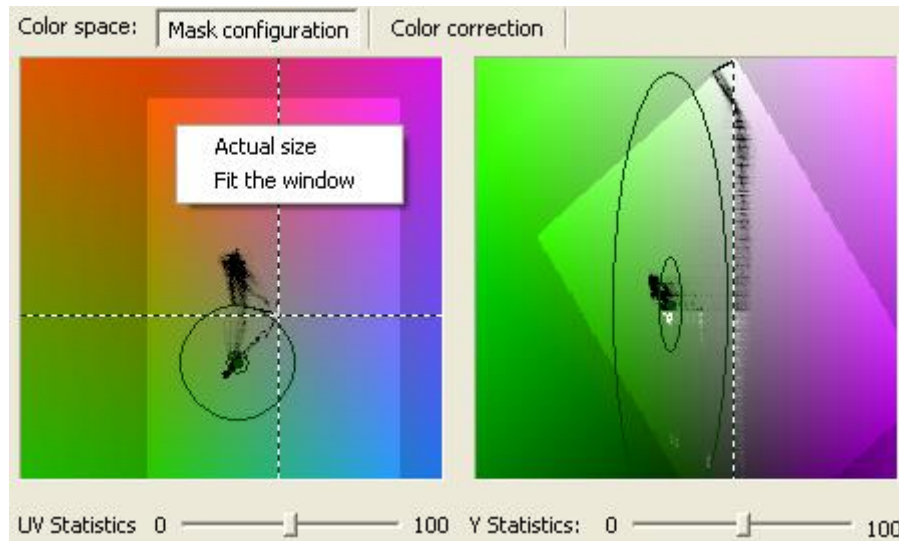 Color space: Mask configuration Color correction
Actual size
Fit the window
UV Statistics 0 100 Y Statistics: 0 100